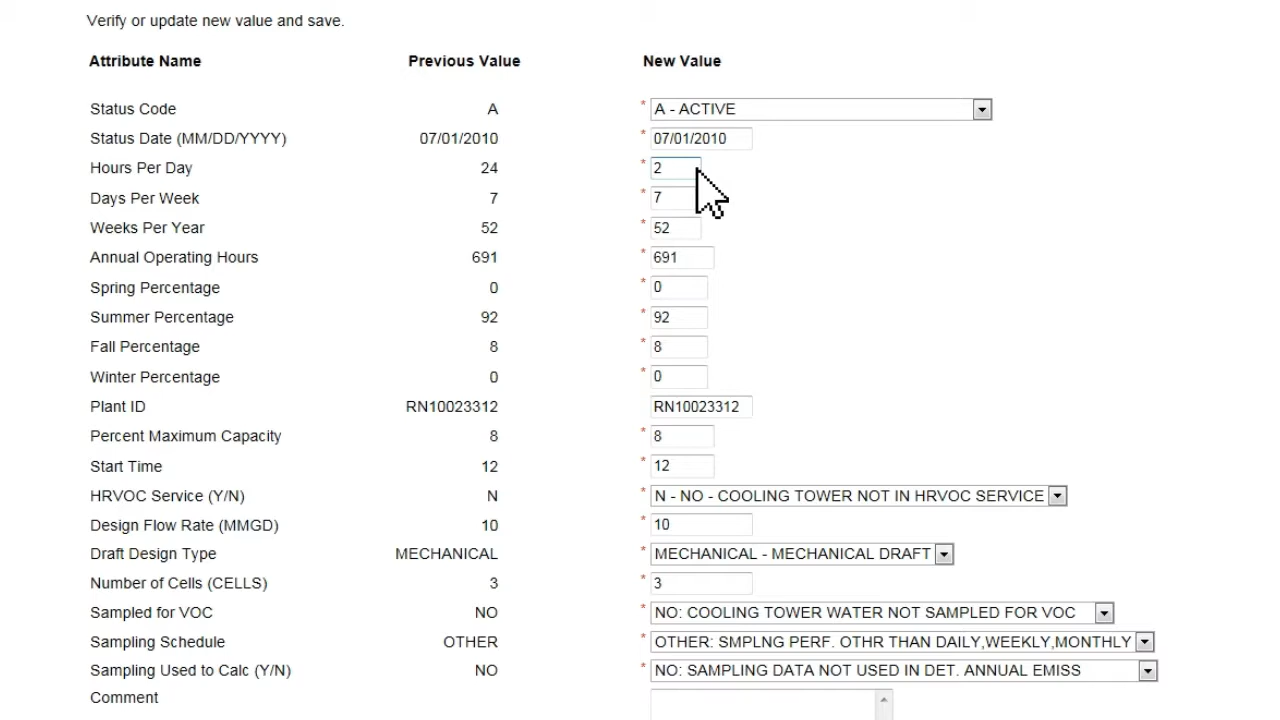 Verify or update new value and save.
Attribute Name Previous Value New Value
Status Code A * A - ACTIVE
Status Date (MM/DD/YYYY) 07/01/2010 * 07/01/2010
Hours Per Day 24 * 2
Days Per Week 7 * 7
Weeks Per Year 52 * 52
Annual Operating Hours 691 * 691
Spring Percentage 0 * 0
Summer Percentage 92 * 92
Fall Percentage 8 * 8
Winter Percentage 0 * 0
Plant ID RN10023312 RN10023312
Percent Maximum Capacity 8 * 8
Start Time 12 * 12
HRVOC Service (Y/N) N * N - NO - COOLING TOWER NOT IN HRVOC SERVICE
Design Flow Rate (MMGD) 10 * 10
Draft Design Type MECHANICAL * MECHANICAL - MECHANICAL DRAFT
Number of Cells (CELLS) 3 * 3
Sampled for VOC NO * NO: COOLING TOWER WATER NOT SAMPLED FOR VOC
Sampling Schedule OTHER * OTHER: SMPLNG PERF. OTHR THAN DAILY,WEEKLY,MONTHLY
Sampling Used to Calc (Y/N) NO * NO: SAMPLING DATA NOT USED IN DET. ANNUAL EMISS
Comment